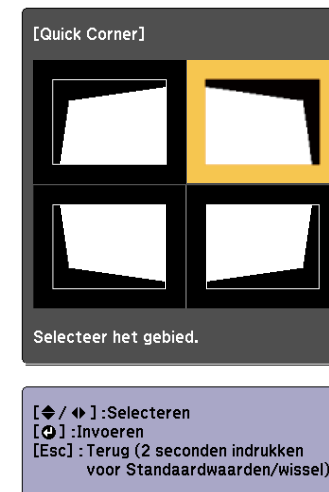 [Quick Corner]
Selecteer het gebied.
[◆/◆] :Selecteren
[↵] :Invoeren
[Esc] : Terug (2 seconden indrukken
voor Standaardwaarden/wissel)